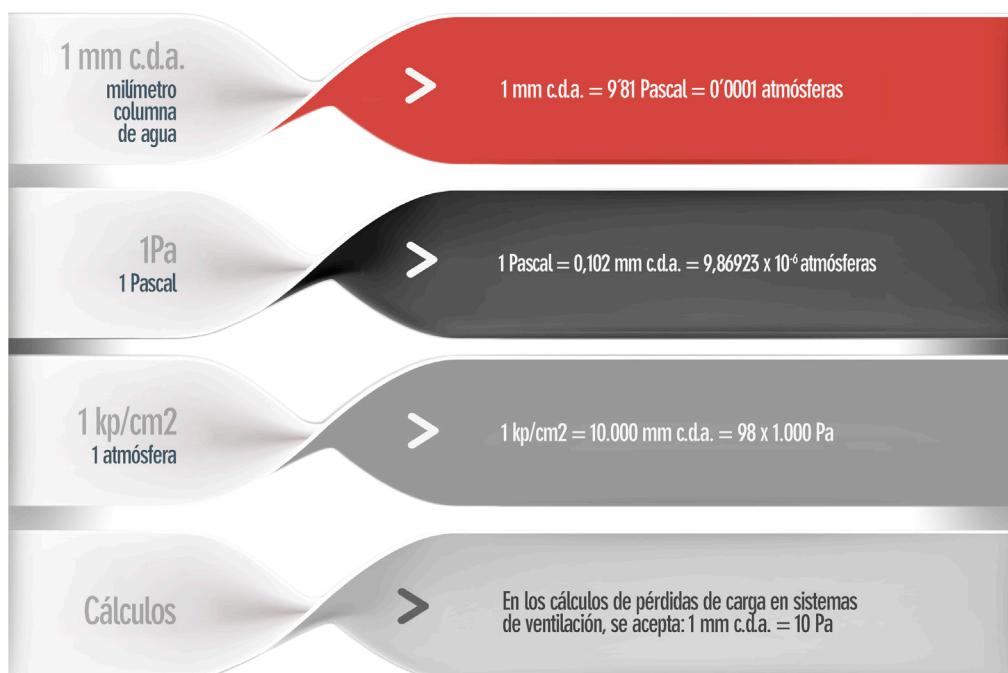 1 mm c.d.a.
milímetro
columna
de agua
1 mm c.d.a. = 9'81 Pascal = 0'0001 atmósferas
1Pa
1 Pascal
1 Pascal = 0,102 mm c.d.a. = 9,86923 x 10⁻⁶ atmósferas
1 kp/cm2
1 atmósfera
1 kp/cm2 = 10.000 mm c.d.a. = 98 x 1.000 Pa
Cálculos
En los cálculos de pérdidas de carga en sistemas
de ventilación, se acepta: 1 mm c.d.a. = 10 Pa